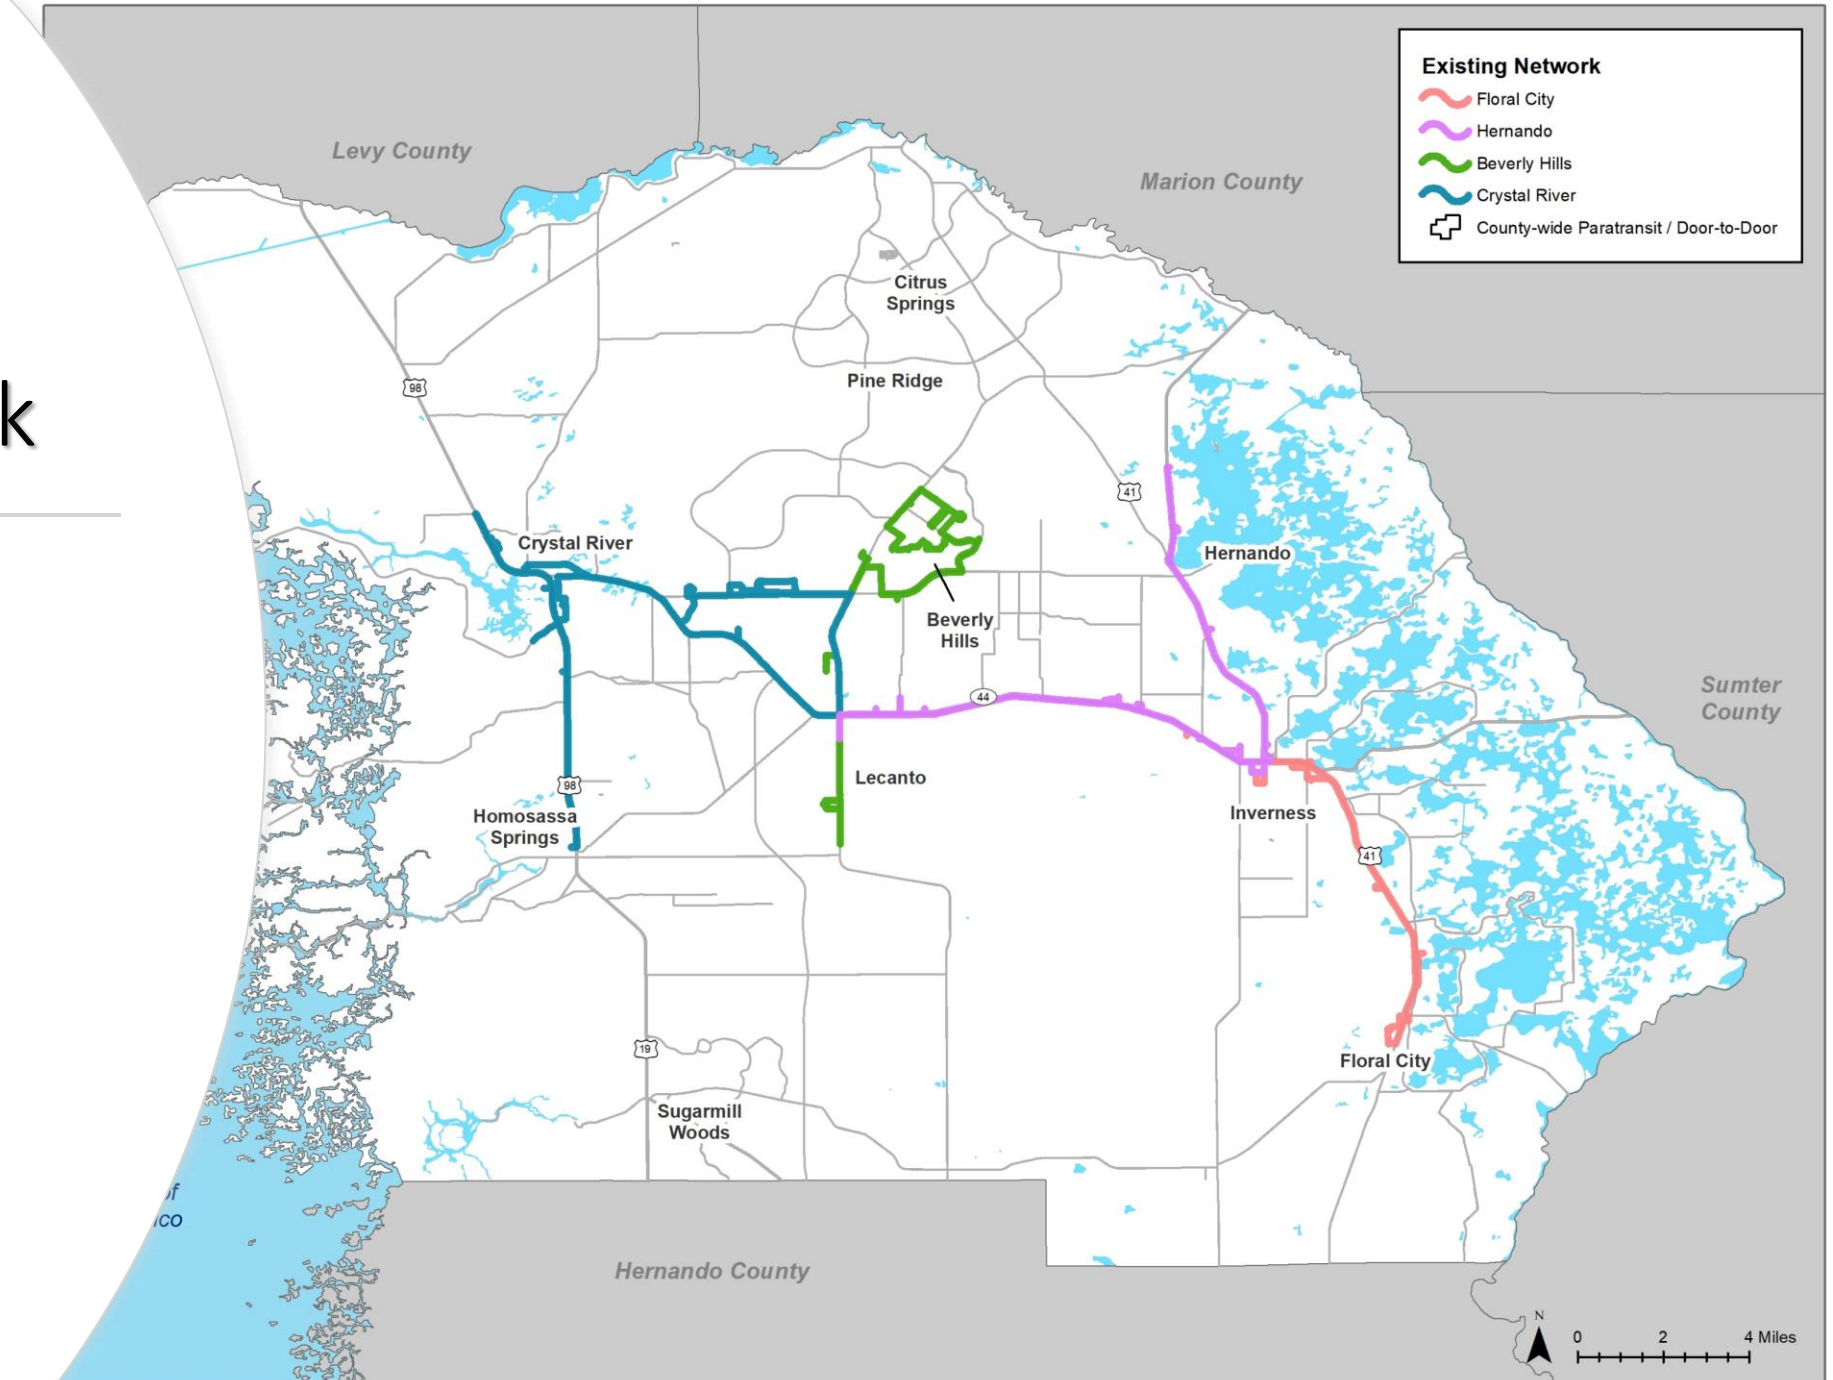 k
Levy County
Marion County
Existing Network
Floral City
Hernando
Beverly Hills
Crystal River
County-wide Paratransit / Door-to-Door
Citrus
Springs
Pine Ridge
98
41
Crystal River
Hernando
Beverly
Hills
44
Sumter
County
Lecanto
98
Homosassa
Springs
Inverness
41
19
Floral City
Sugarmill
Woods
of
ico
Hernando County
N
0 2 4 Miles